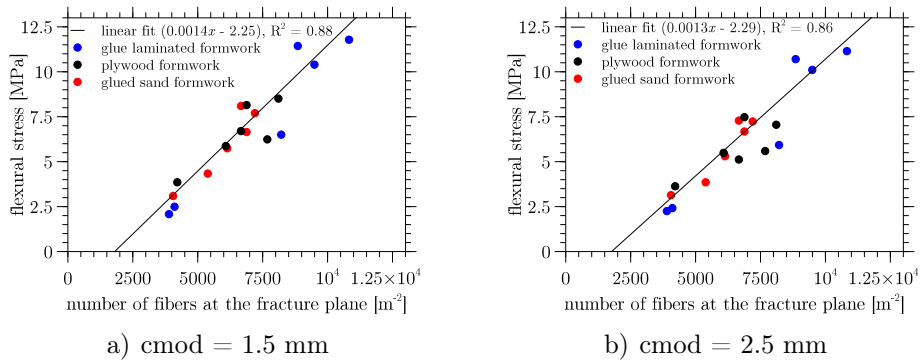 linear fit (0.0014x - 2.25), R² = 0.88
glue laminated formwork
plywood formwork
glued sand formwork
flexural stress [MPa]
12.5
10
7.5
5
2.5
0
0 2500 5000 7500 10⁴ 1.25×10⁴
number of fibers at the fracture plane [m⁻²]
a) cmod = 1.5 mm
linear fit (0.0013x - 2.29), R² = 0.86
glue laminated formwork
plywood formwork
glued sand formwork
flexural stress [MPa]
12.5
10
7.5
5
2.5
0
0 2500 5000 7500 10⁴ 1.25×10⁴
number of fibers at the fracture plane [m⁻²]
b) cmod = 2.5 mm